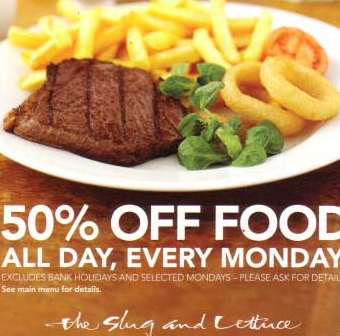 50% OFF FOOD
ALL DAY, EVERY MONDAY
EXCLUDES BANK HOLIDAYS AND SELECTED MONDAYS – PLEASE ASK FOR DETAIL
See main menu for details.
the Slug and Lettuce